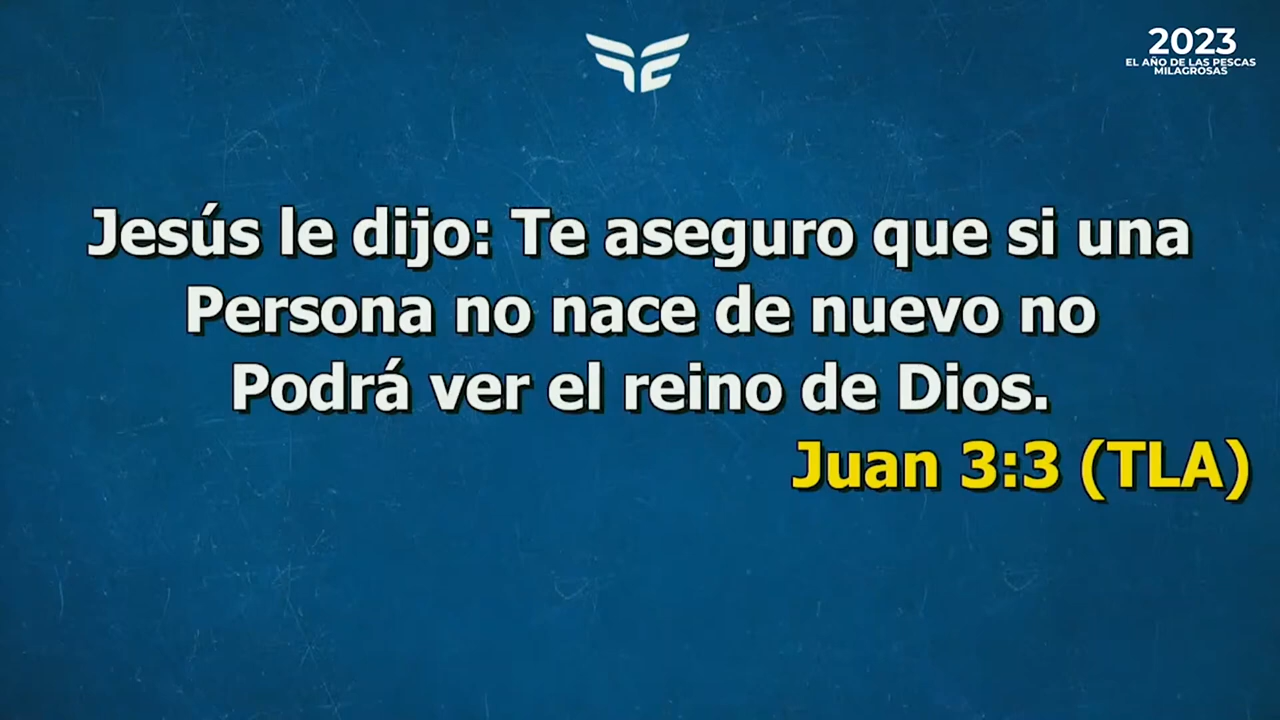 2023
EL AÑO DE LAS PESCAS
MILAGROSAS
Jesús le dijo: Te aseguro que si una
Persona no nace de nuevo no
Podrá ver el reino de Dios.
Juan 3:3 (TLA)